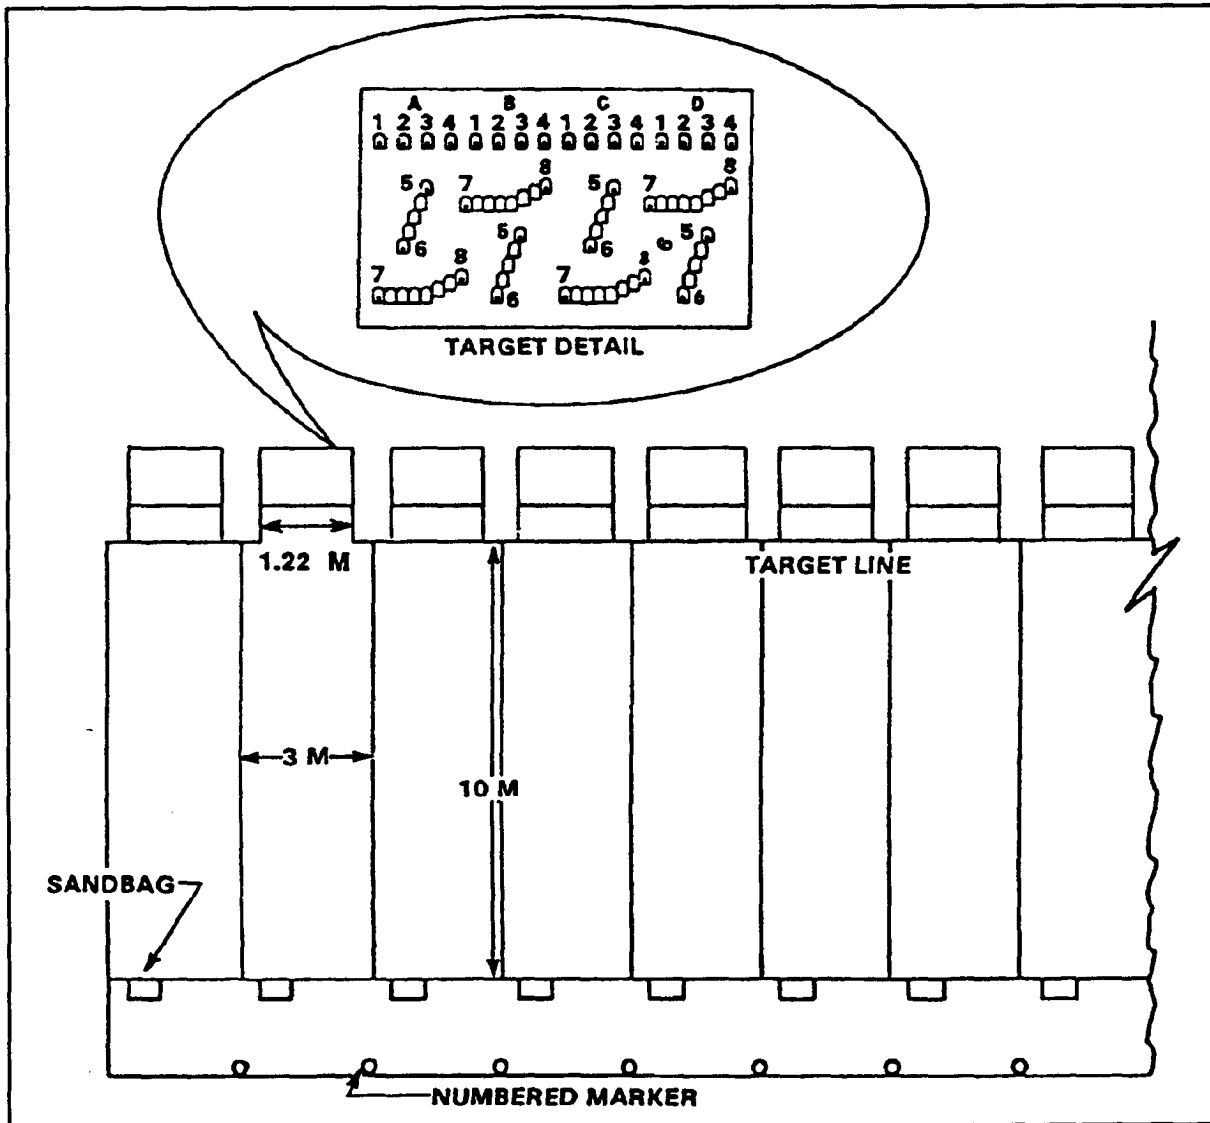 A B C D
1 2 3 4 1 2 3 4 1 2 3 4 1 2 3 4
5 7 8 5 7 8
6 5 6 6 5
7 8 7 8
6 6
TARGET DETAIL
1.22 M
TARGET LINE
3 M
10 M
SANDBAG
NUMBERED MARKER